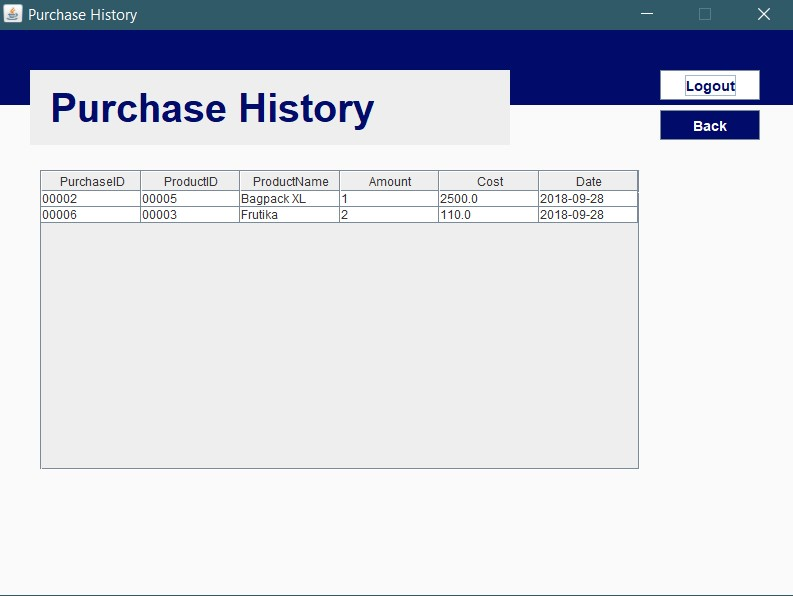 Purchase History
Logout
Purchase History
Back
PurchaseID ProductID ProductName Amount Cost Date
00002 00005 Bagpack XL 1 2500.0 2018-09-28
00006 00003 Frutika 2 110.0 2018-09-28